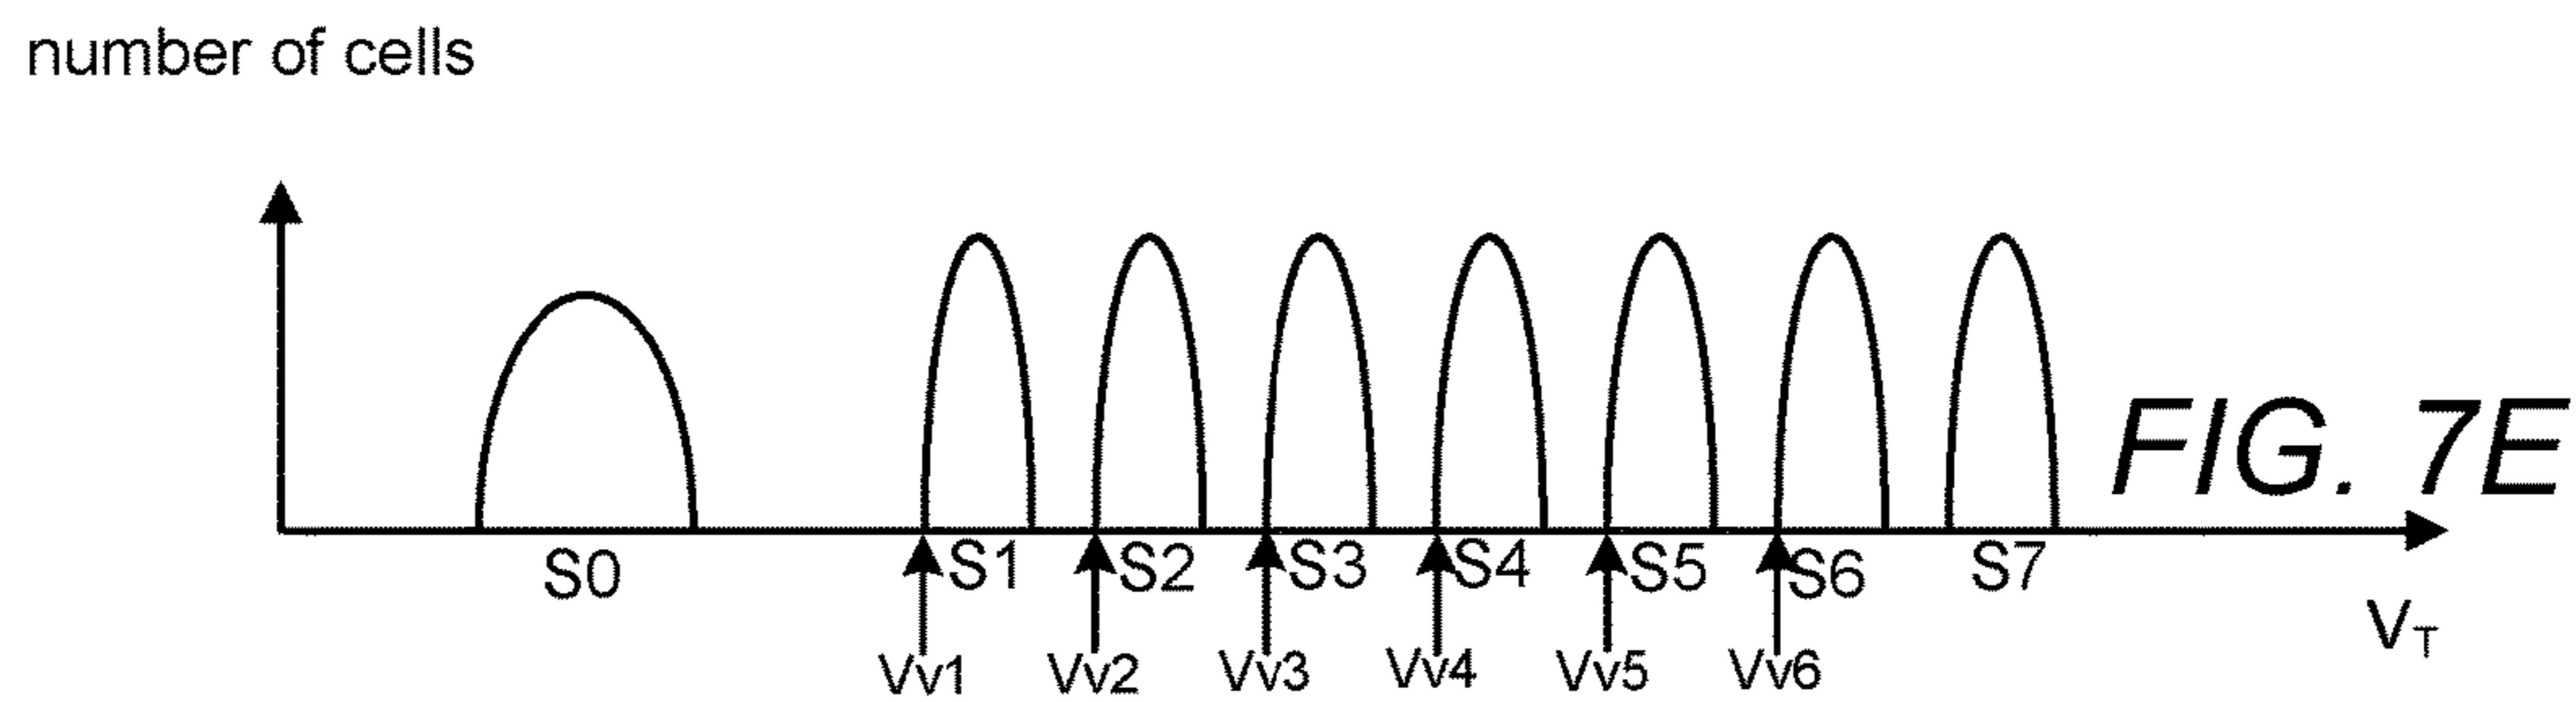 number of cells
FIG. 7E
S0 S1 S2 S3 S4 S5 S6 S7
V_T
Vv1 Vv2 Vv3 Vv4 Vv5 Vv6